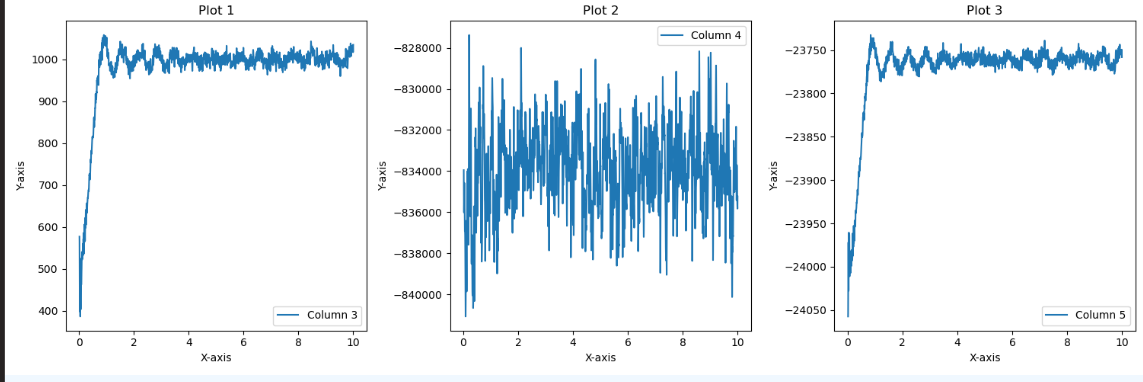 Plot 1
Y-axis
1000
900
800
700
600
500
400
Column 3
0 2 4 6 8 10
X-axis
Plot 2
Y-axis
−828000
−830000
−832000
−834000
−836000
−838000
−840000
Column 4
0 2 4 6 8 10
X-axis
Plot 3
Y-axis
−23750
−23800
−23850
−23900
−23950
−24000
−24050
Column 5
0 2 4 6 8 10
X-axis